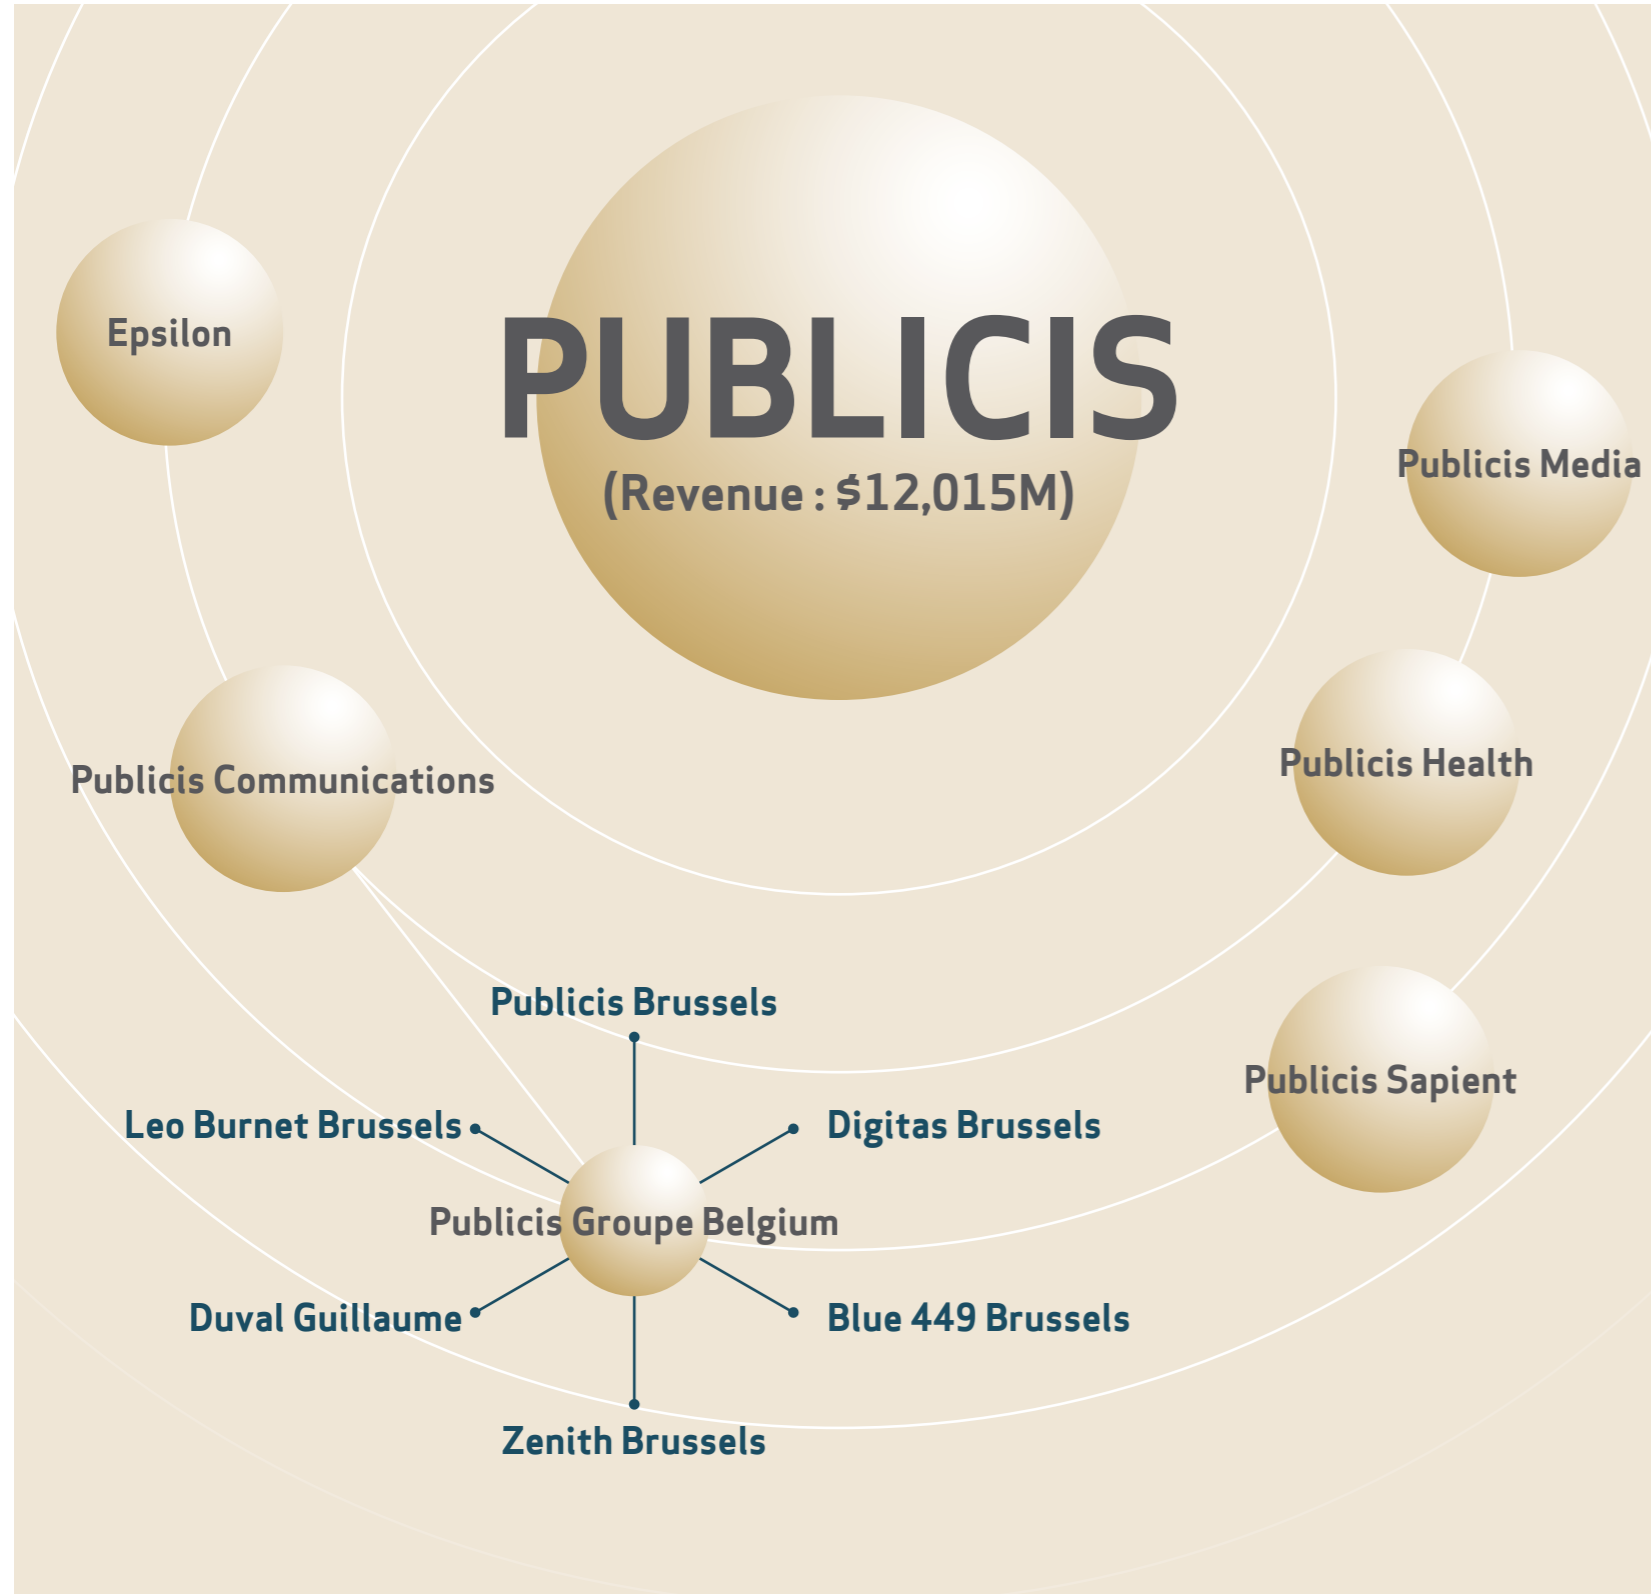 Epsilon
PUBLICIS
(Revenue : $12,015M)
Publicis Media
Publicis Communications
Publicis Health
Publicis Sapient
Publicis Brussels
Leo Burnet Brussels
Digitas Brussels
Publicis Groupe Belgium
Duval Guillaume
Blue 449 Brussels
Zenith Brussels